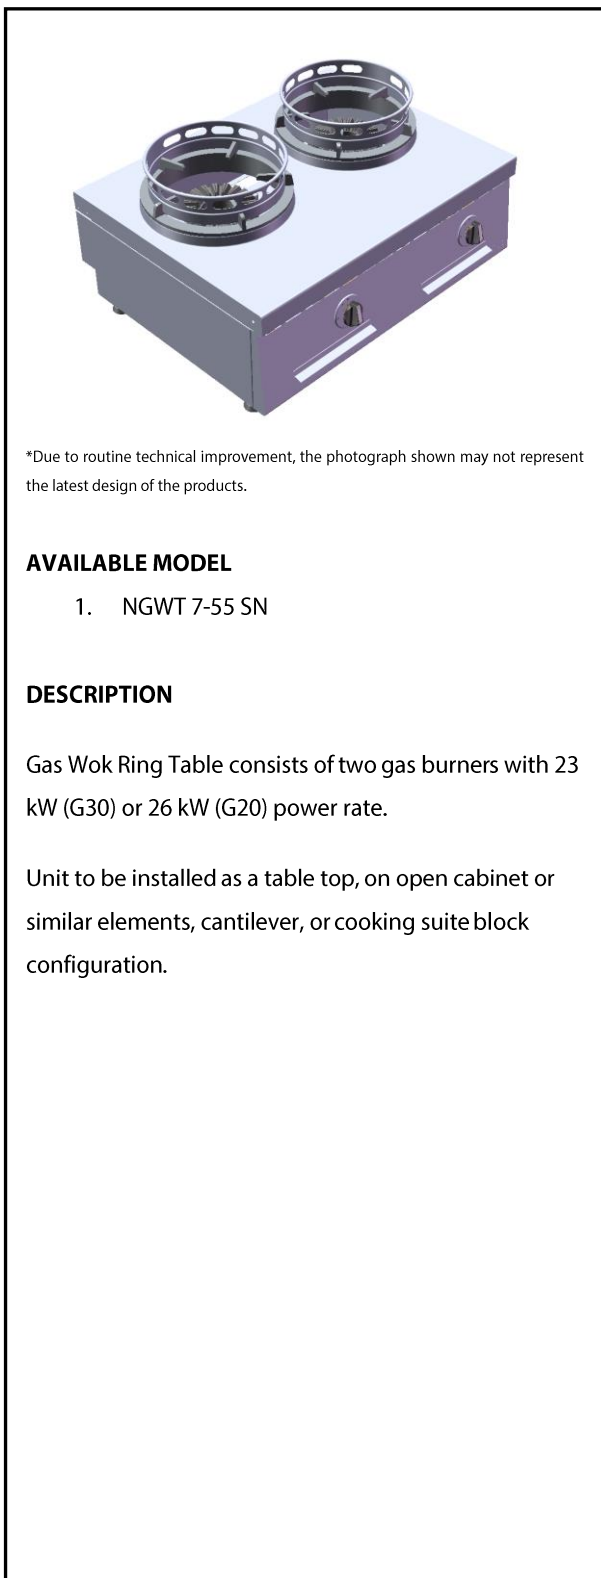 *Due to routine technical improvement, the photograph shown may not represent
the latest design of the products.
AVAILABLE MODEL
1. NGWT 7-55 SN
DESCRIPTION
Gas Wok Ring Table consists of two gas burners with 23
kW (G30) or 26 kW (G20) power rate.
Unit to be installed as a table top, on open cabinet or
similar elements, cantilever, or cooking suite block
configuration.